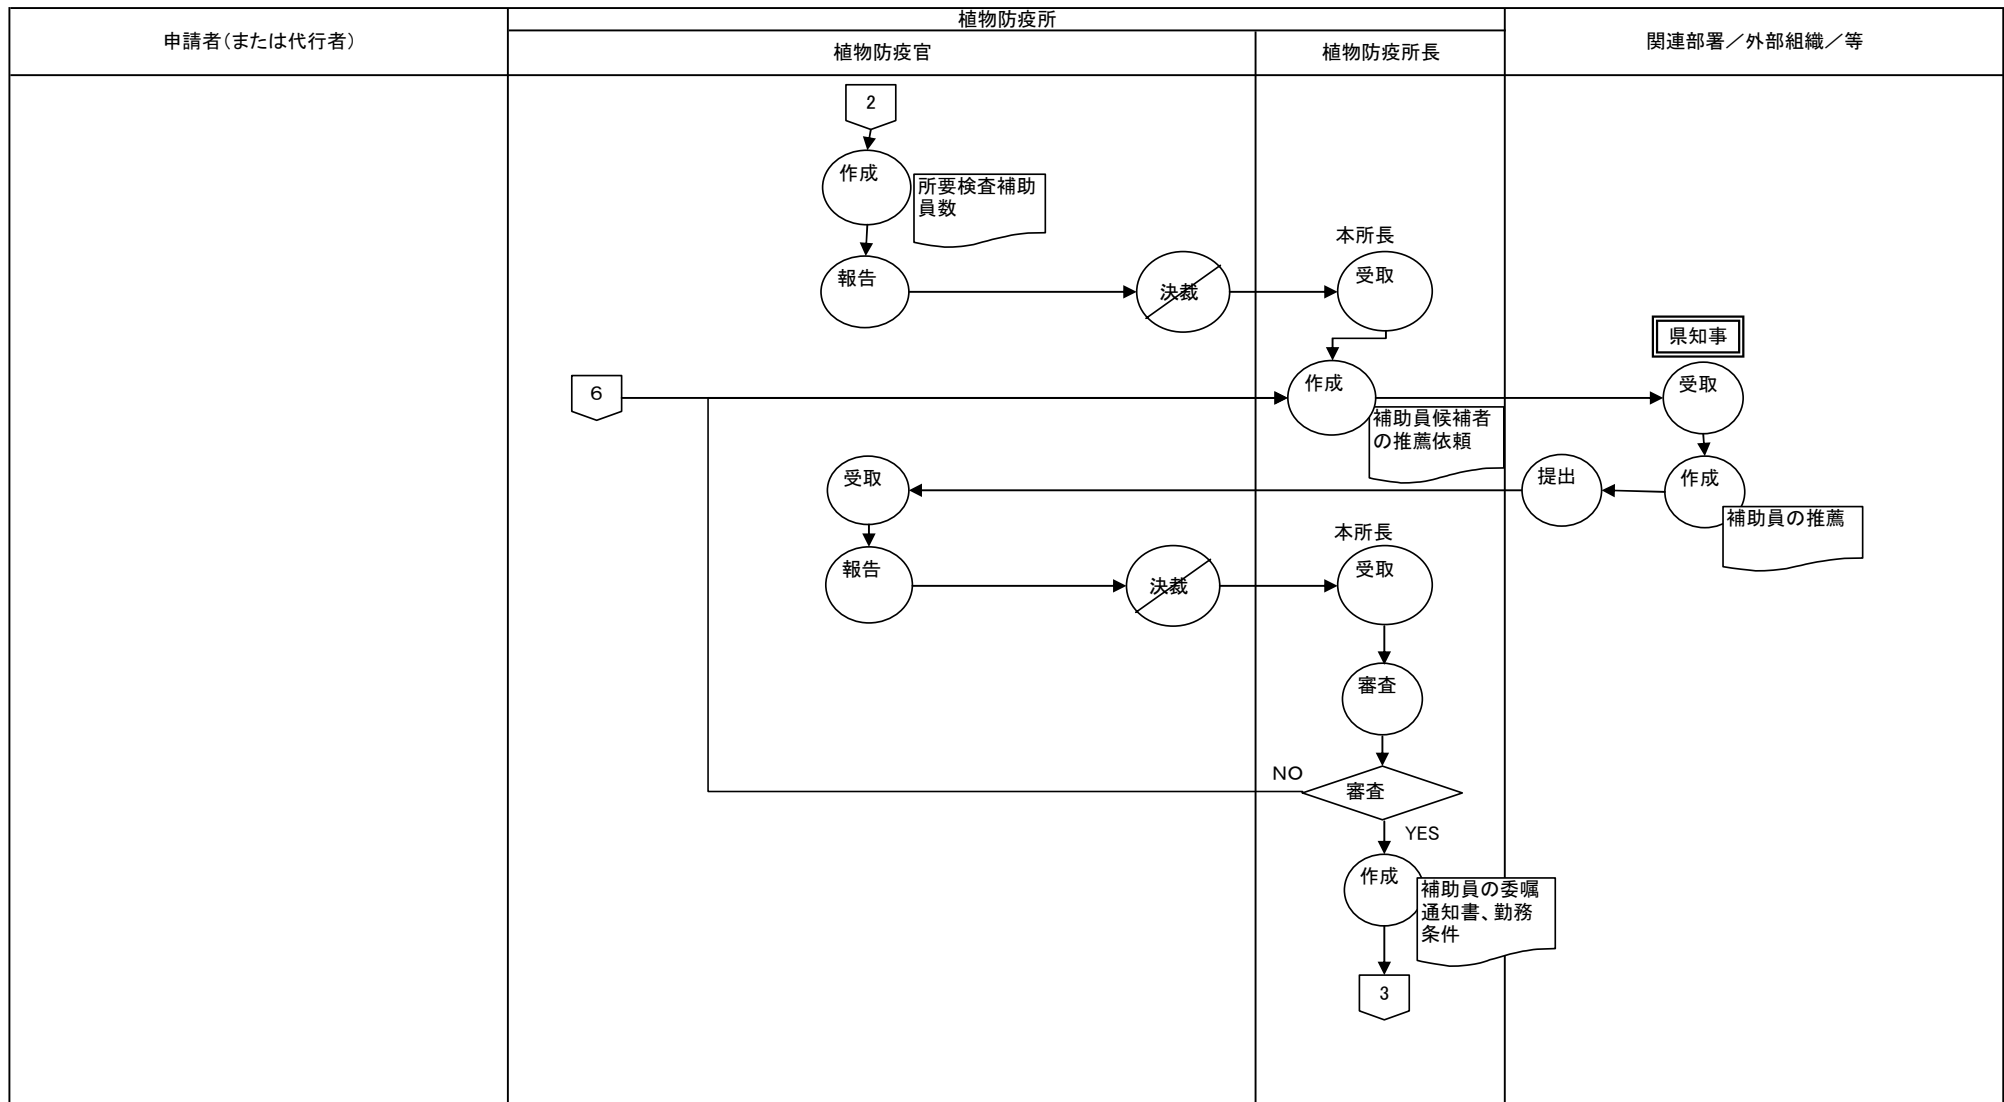 植物防疫所
申請者(または代行者)
植物防疫官
植物防疫所長
関連部署/外部組織/等
2
作成
所要検査補助
員数
本所長
報告
決裁
受取
県知事
6
作成
受取
補助員候補者
の推薦依頼
受取
提出
作成
補助員の推薦
本所長
報告
決裁
受取
審査
NO
審査
YES
作成
補助員の委嘱
通知書、勤務
条件
3